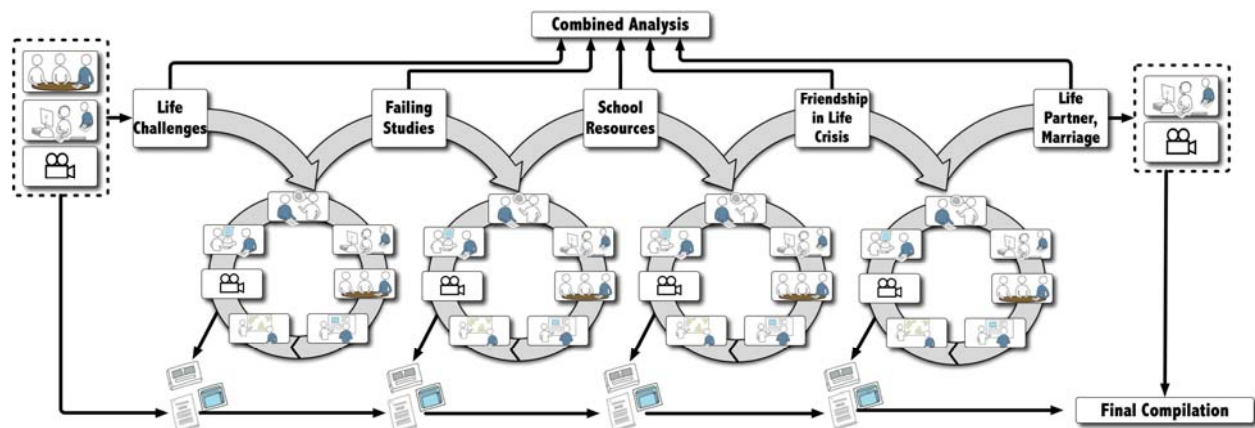 Combined Analysis
Life
Challenges
Failing
Studies
School
Resources
Friendship
in Life
Crisis
Life
Partner,
Marriage
Final Compilation